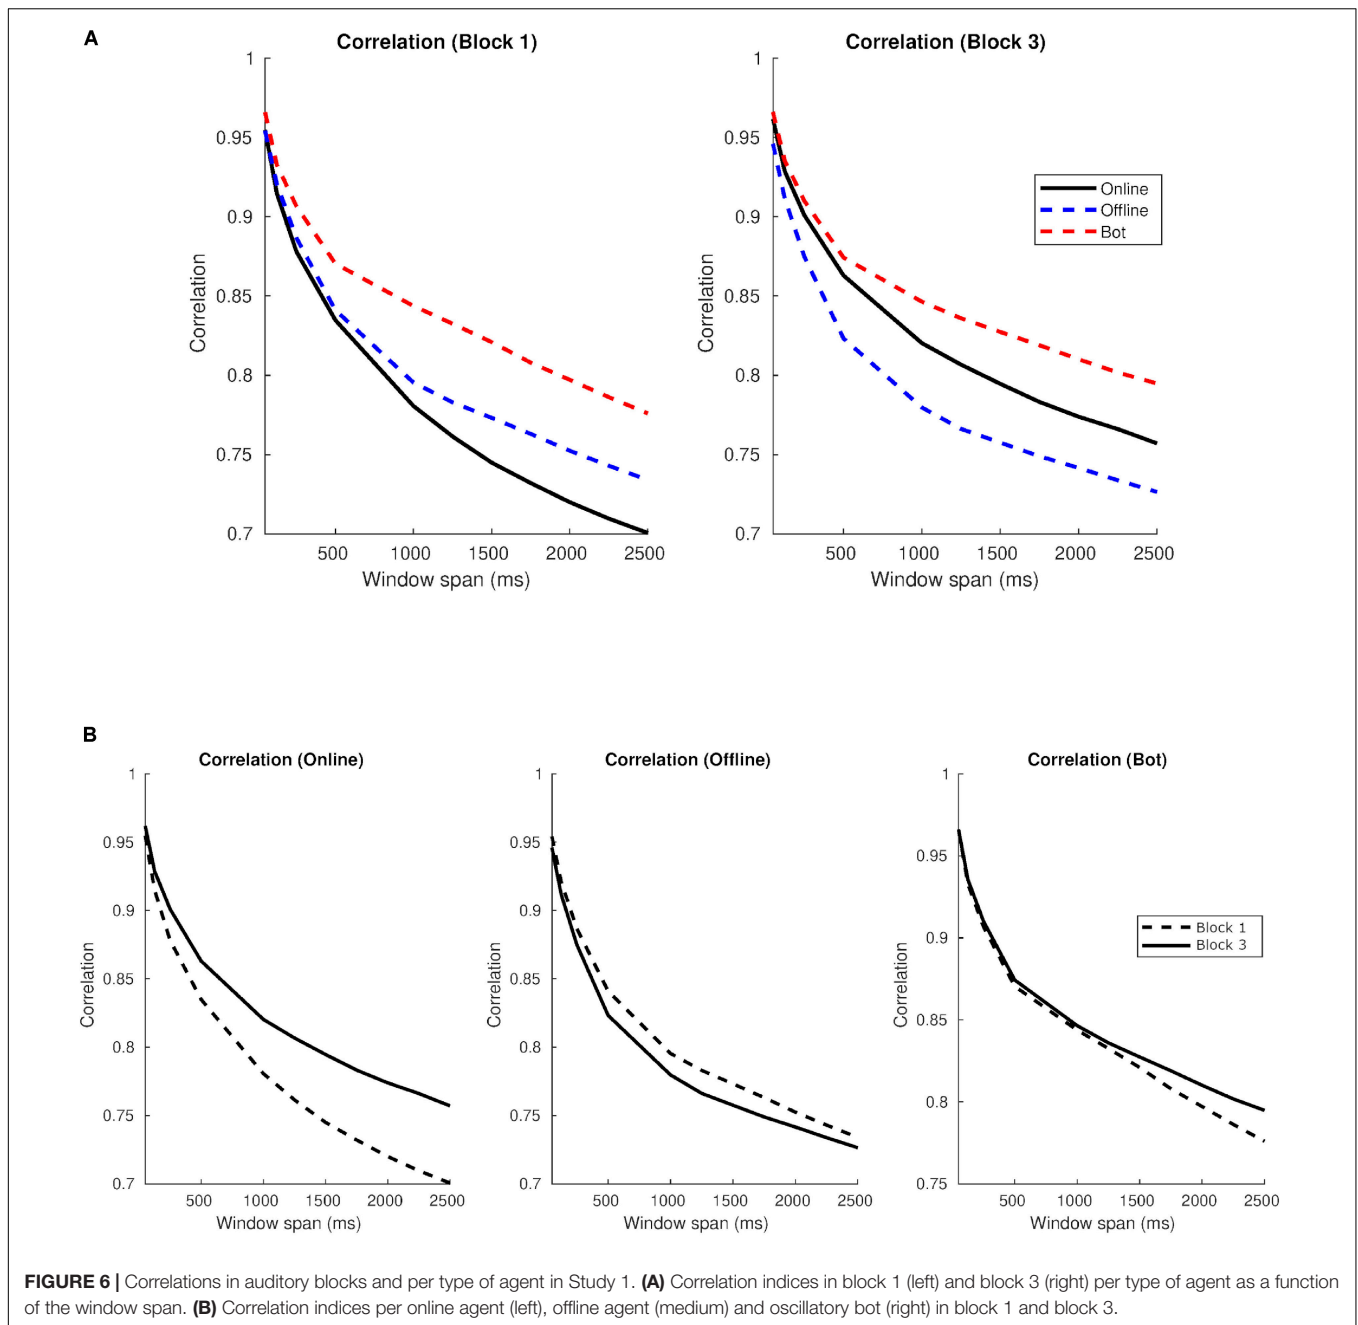 A
Correlation (Block 1)
1
0.95
0.9
0.85
0.8
0.75
0.7
Correlation
500 1000 1500 2000 2500
Window span (ms)
Correlation (Block 3)
1
0.95
0.9
0.85
0.8
0.75
0.7
Correlation
500 1000 1500 2000 2500
Window span (ms)
Online
Offline
Bot
B
Correlation (Online)
1
0.95
0.9
0.85
0.8
0.75
0.7
Correlation
500 1000 1500 2000 2500
Window span (ms)
Correlation (Offline)
1
0.95
0.9
0.85
0.8
0.75
0.7
Correlation
500 1000 1500 2000 2500
Window span (ms)
Correlation (Bot)
1
0.95
0.9
0.85
0.8
0.75
Correlation
500 1000 1500 2000 2500
Window span (ms)
Block 1
Block 3
FIGURE 6 | Correlations in auditory blocks and per type of agent in Study 1. (A) Correlation indices in block 1 (left) and block 3 (right) per type of agent as a function
of the window span. (B) Correlation indices per online agent (left), offline agent (medium) and oscillatory bot (right) in block 1 and block 3.